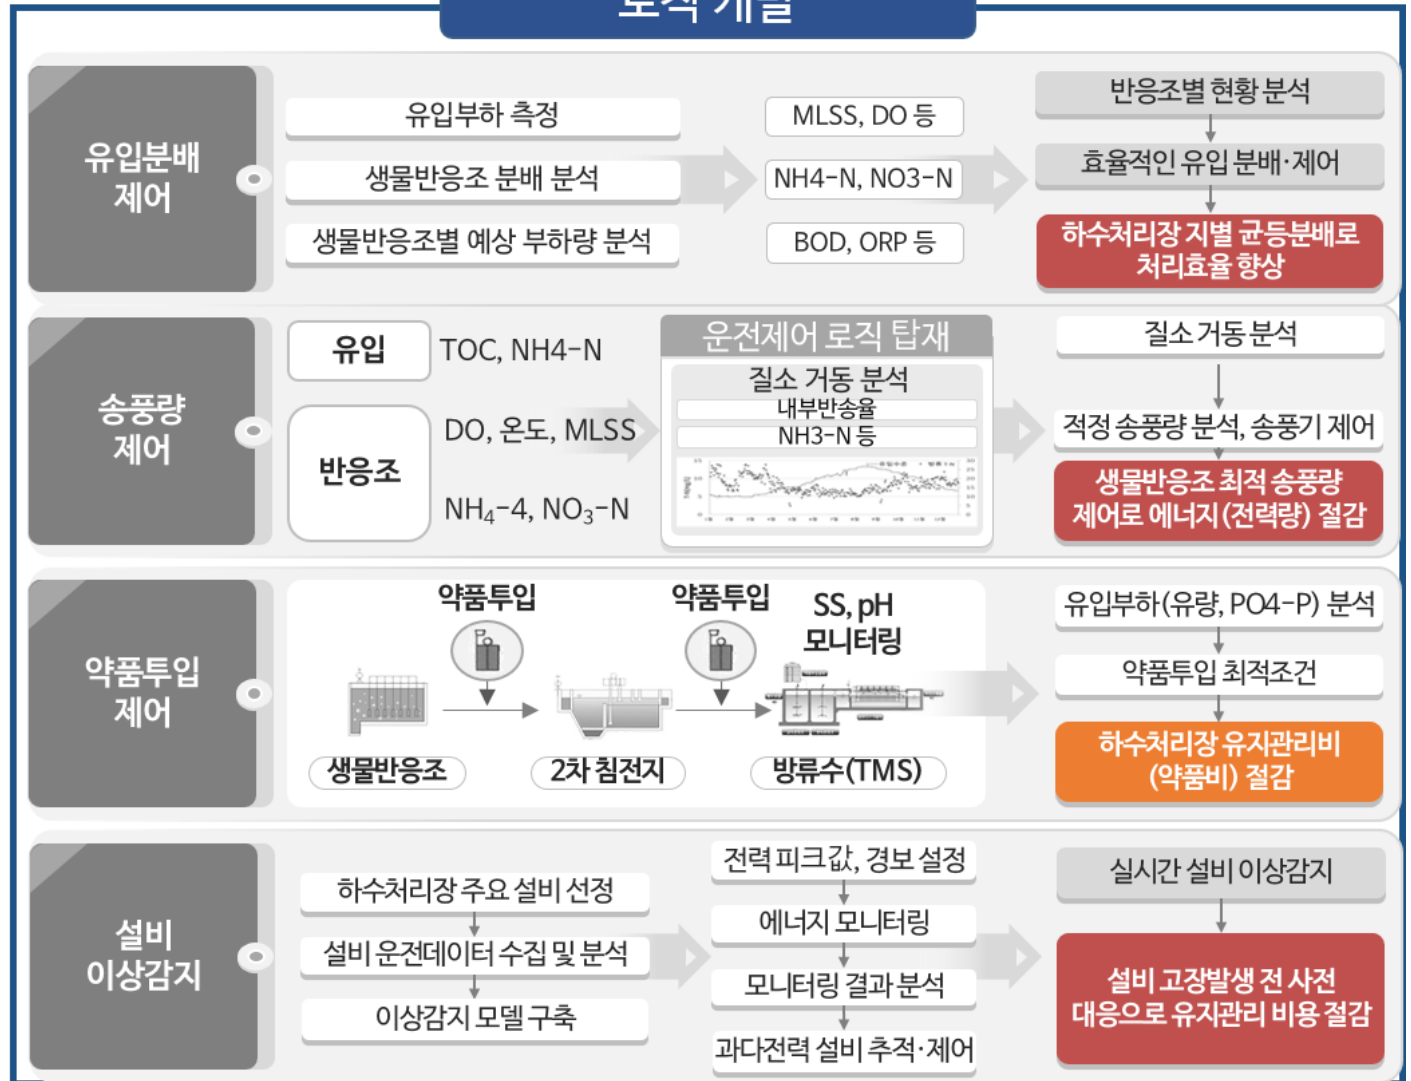 로직 개발
유입분배
제어
유입부하 측정
생물반응조 분배 분석
생물반응조별 예상 부하량 분석
MLSS, DO 등
NH4-N, NO3-N
BOD, ORP 등
반응조별 현황 분석
효율적인 유입 분배·제어
하수처리장 지별 균등분배로
처리효율 향상
송풍량
제어
유입
TOC, NH4-N
반응조
DO, 온도, MLSS
NH₄-4, NO₃-N
운전제어 로직 탑재
질소 거동 분석
내부반송율
NH3-N 등
질소 거동 분석
적정 송풍량 분석, 송풍기 제어
생물반응조 최적 송풍량
제어로 에너지(전력량) 절감
약품투입
제어
약품투입
약품투입
SS, pH
모니터링
생물반응조
2차 침전지
방류수(TMS)
유입부하(유량, PO4-P) 분석
약품투입 최적조건
하수처리장 유지관리비
(약품비) 절감
설비
이상감지
하수처리장 주요 설비 선정
설비 운전데이터 수집 및 분석
이상감지 모델 구축
전력 피크값, 경보 설정
에너지 모니터링
모니터링 결과 분석
과다전력 설비 추적·제어
실시간 설비 이상감지
설비 고장발생 전 사전
대응으로 유지관리 비용 절감